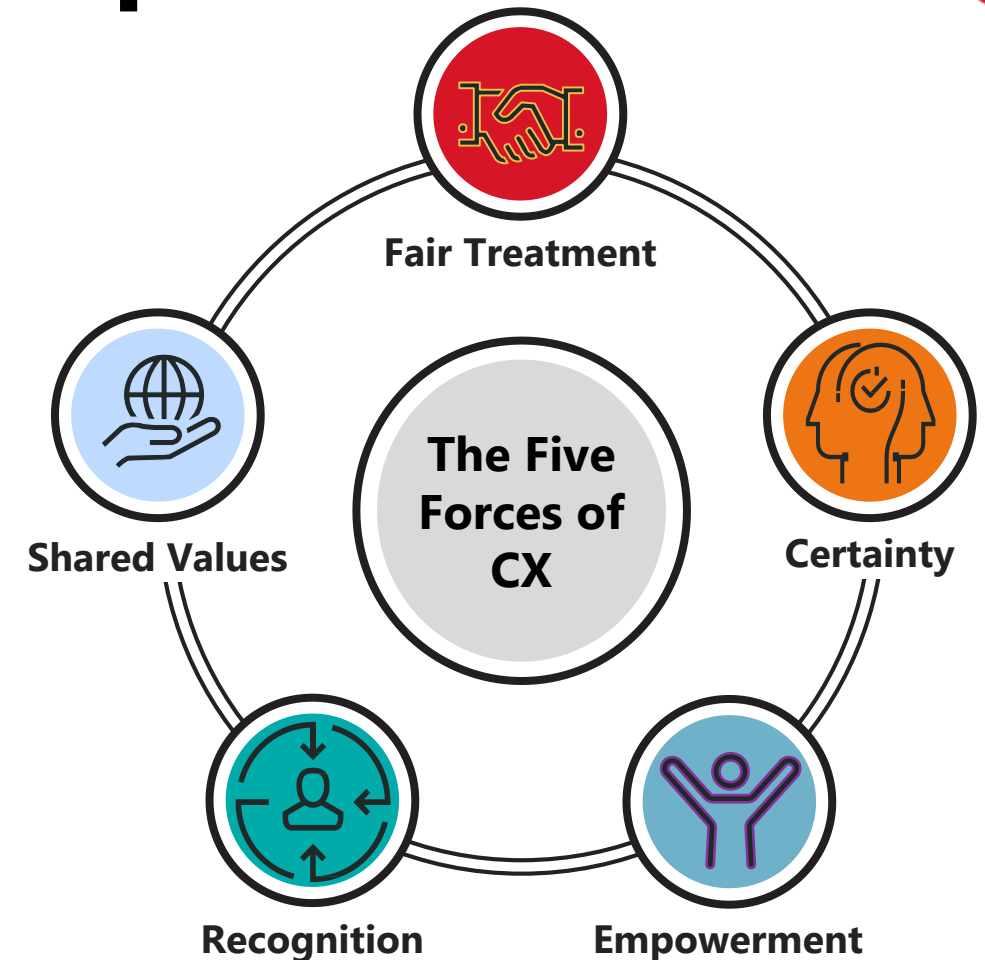 Fair Treatment
The Five
Forces of
CX
Shared Values
Certainty
Recognition
Empowerment